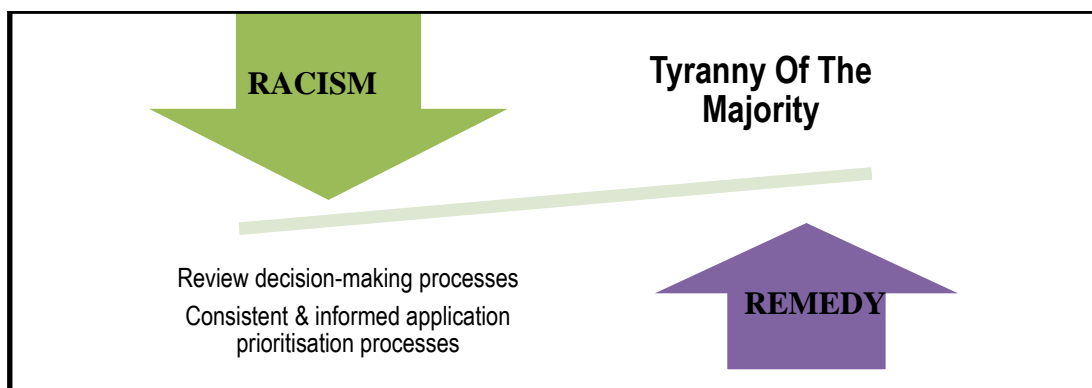 RACISM
Tyranny Of The
Majority
Review decision-making processes
Consistent & informed application
prioritisation processes
REMEDY